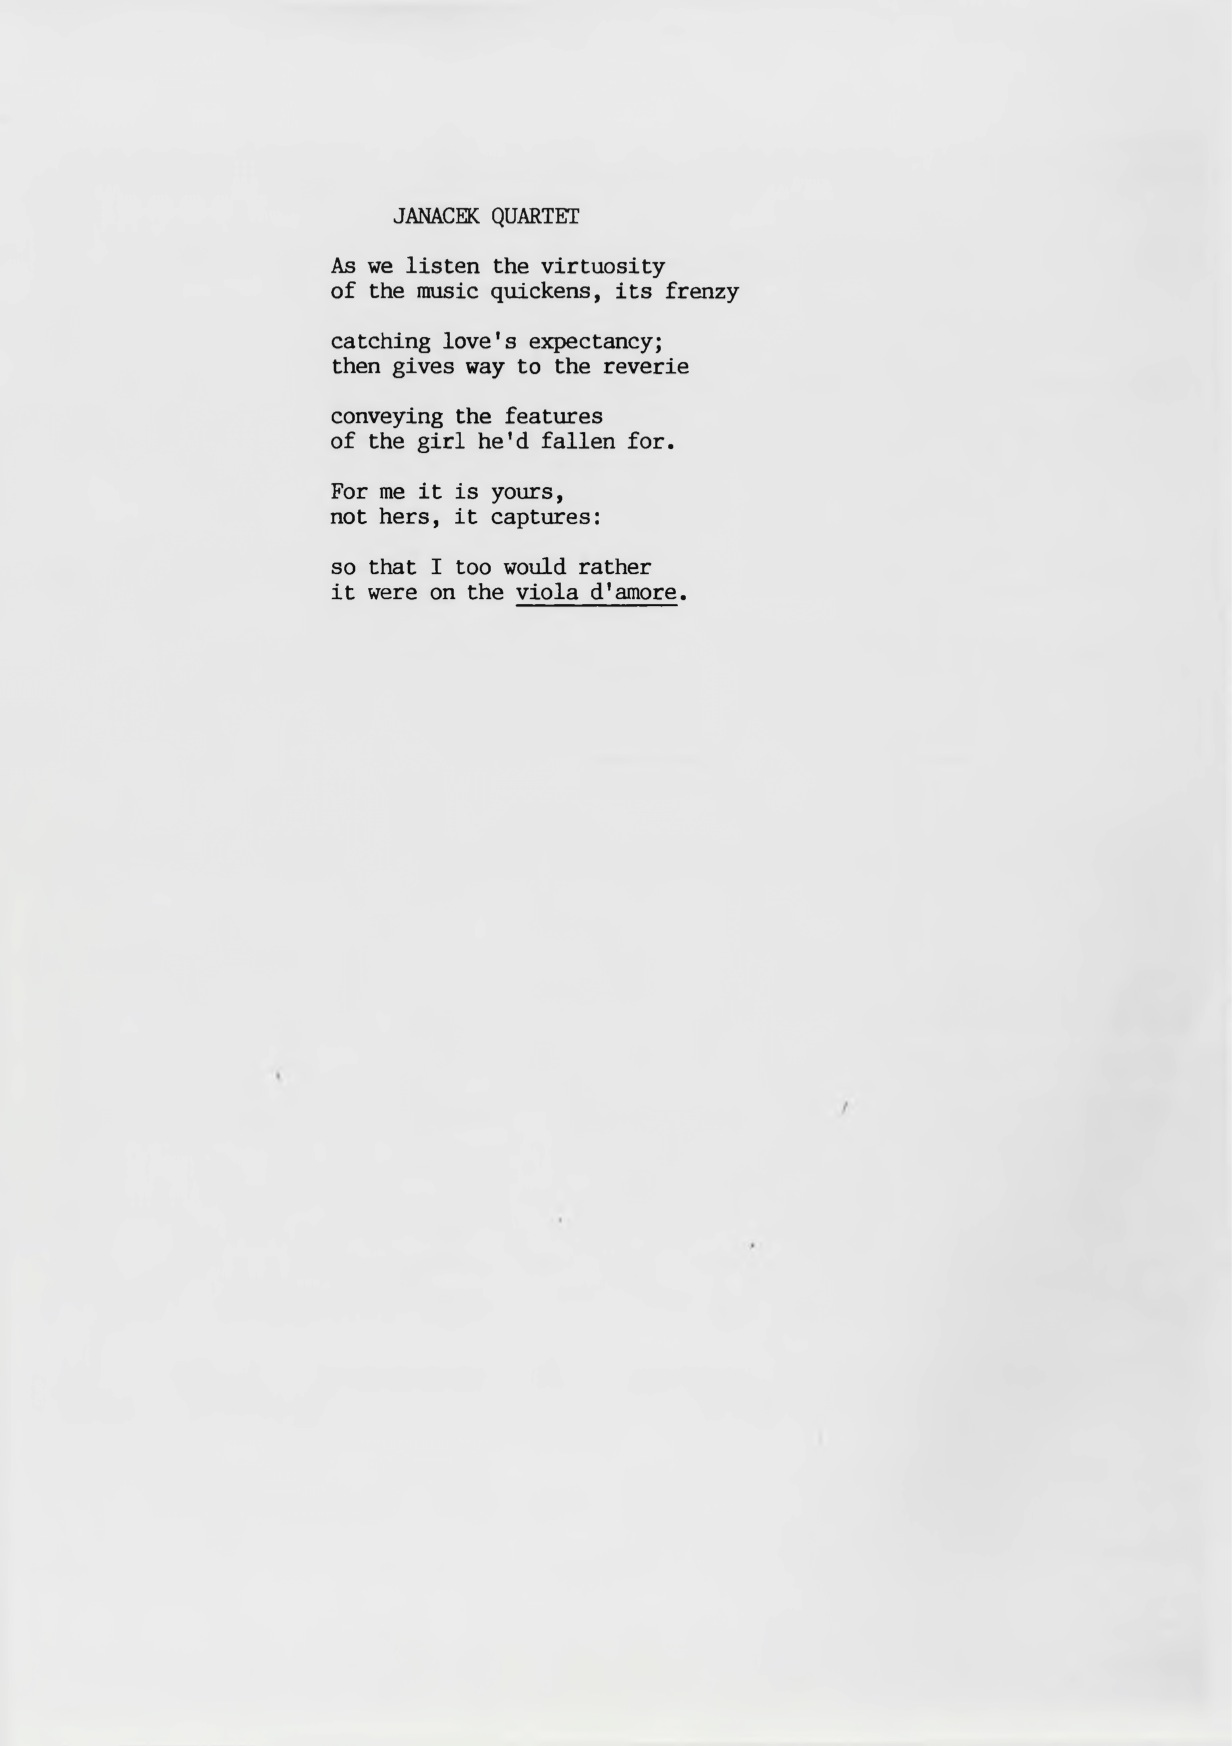 JANACEK QUARTET
As we listen the virtuosity
of the music quickens, its frenzy
catching love's expectancy;
then gives way to the reverie
conveying the features
of the girl he'd fallen for.
For me it is yours,
not hers, it captures:
so that I too would rather
it were on the viola d'amore.